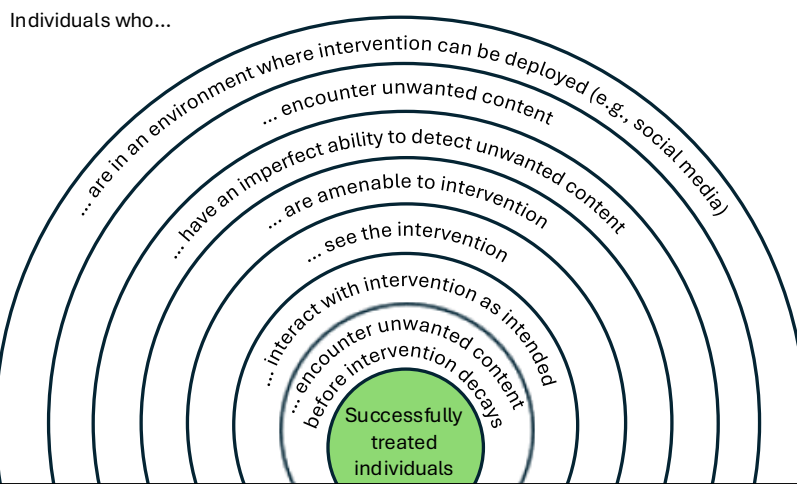 Individuals who...
... are in an environment where intervention can be deployed (e.g., social media)
... encounter unwanted content
... have an imperfect ability to detect unwanted content
... are amenable to intervention
... see the intervention
... interact with intervention as intended
... encounter unwanted content
before intervention decays
Successfully
treated
individuals